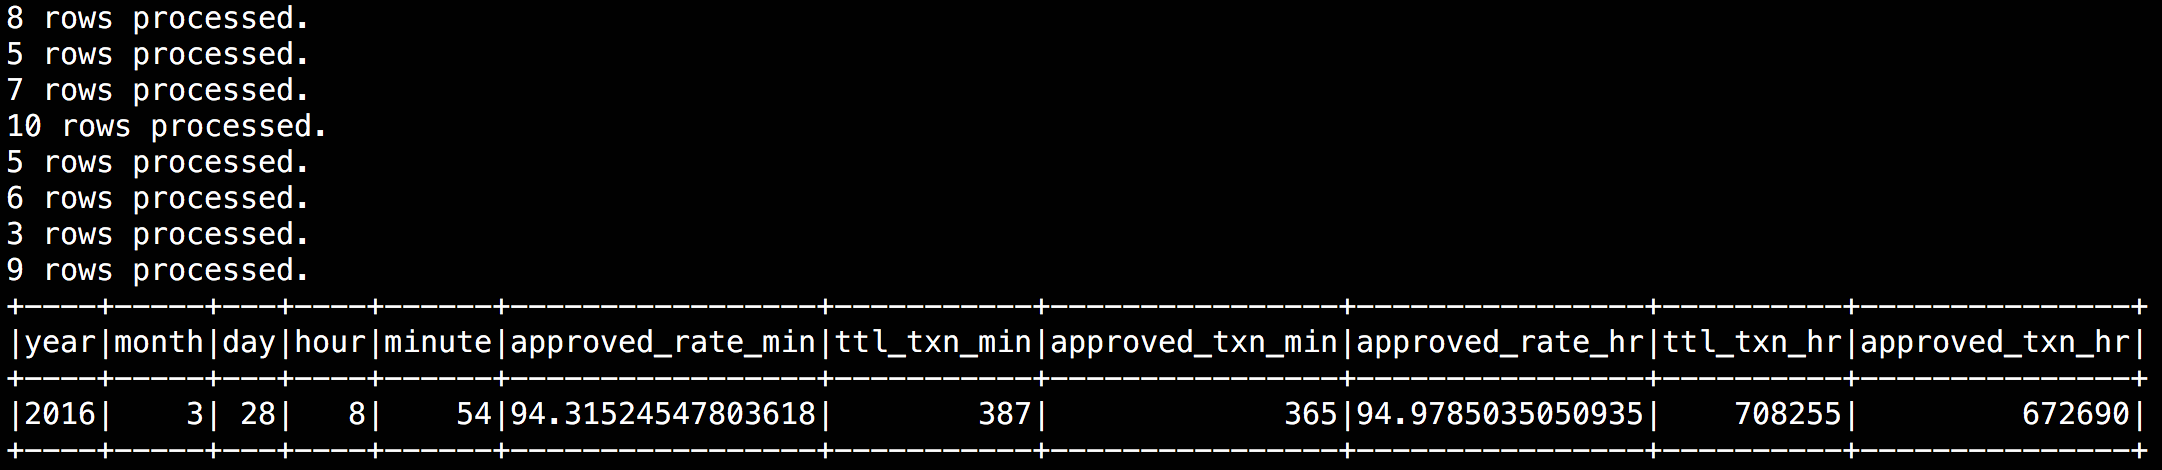 8 rows processed.
5 rows processed.
7 rows processed.
10 rows processed.
5 rows processed.
6 rows processed.
3 rows processed.
9 rows processed.
+----+-----+---+----+------+-----------------+-----------+----------------+----------------+----------+---------------+
|year|month|day|hour|minute|approved_rate_min|ttl_txn_min|approved_txn_min|approved_rate_hr|ttl_txn_hr|approved_txn_hr|
+----+-----+---+----+------+-----------------+-----------+----------------+----------------+----------+---------------+
|2016|    3| 28|   8|    54|94.31524547803618|        387|             365|94.9785035050935|    708255|         672690|
+----+-----+---+----+------+-----------------+-----------+----------------+----------------+----------+---------------+